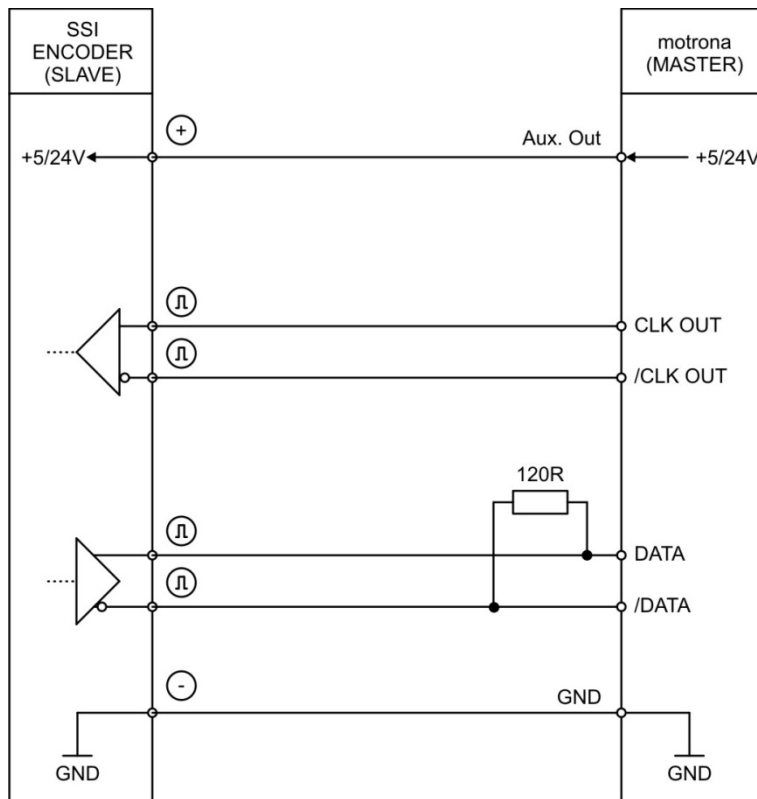 SSI
ENCODER
(SLAVE)
motrona
(MASTER)
+
Aux. Out
+5/24V
+5/24V
CLK OUT
/CLK OUT
120R
DATA
/DATA
-
GND
GND
GND